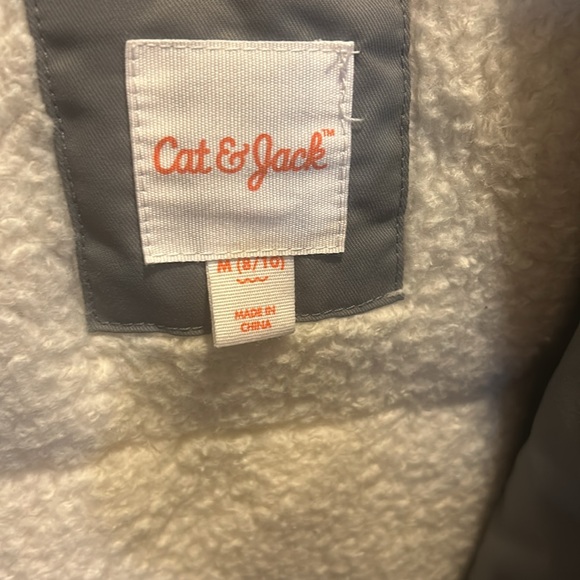 Cat & Jack™
M (8/10)
MADE IN
CHINA